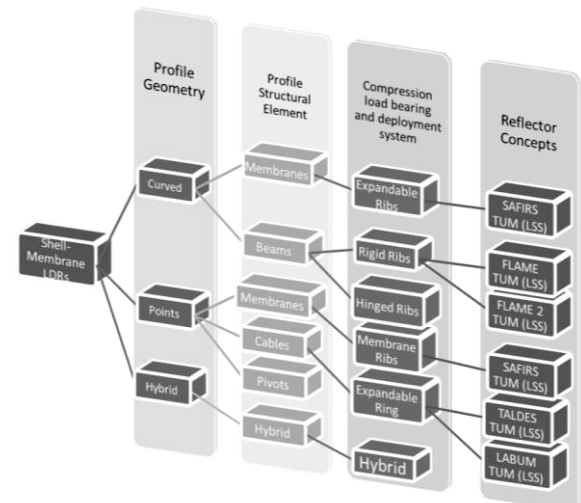 Profile
Geometry
Profile
Structural
Element
Compression
load bearing
and deployment
system
Reflector
Concepts
Shell-
Membrane
LDRs
Curved
Points
Hybrid
Membranes
Beams
Membranes
Cables
Pivots
Hybrid
Expandable
Ribs
Rigid Ribs
Hinged Ribs
Membrane
Ribs
Expandable
Ring
Hybrid
SAFIRS
TUM (LSS)
FLAME
TUM (LSS)
FLAME 2
TUM (LSS)
SAFIRS
TUM (LSS)
TALDES
TUM (LSS)
LABUM
TUM (LSS)